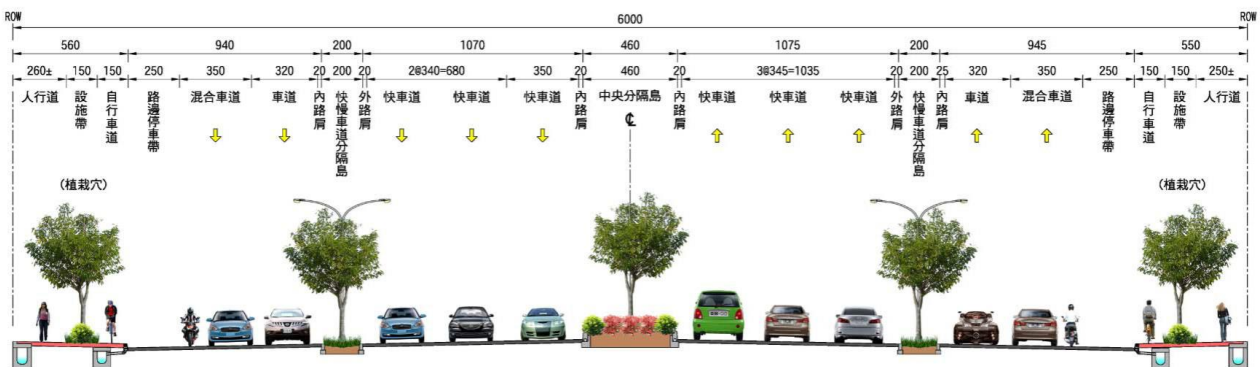 ROW ROW
6000
560 940 200 1070 460 1075 200 945 550
260± 150 150 250 350 320 20 200 20 2@340=680 350 20 460 20 3@345=1035 20 200 25 320 350 250 150 150 250±
人行道
設施帶
自行車道
路邊停車帶
混合車道
車道
內路肩
快慢車道分隔島
外路肩
快車道
快車道
快車道
內路肩
中央分隔島
內路肩
快車道
快車道
快車道
外路肩
快慢車道分隔島
內路肩
車道
混合車道
路邊停車帶
自行車道
設施帶
人行道
℄
(植栽穴) (植栽穴)